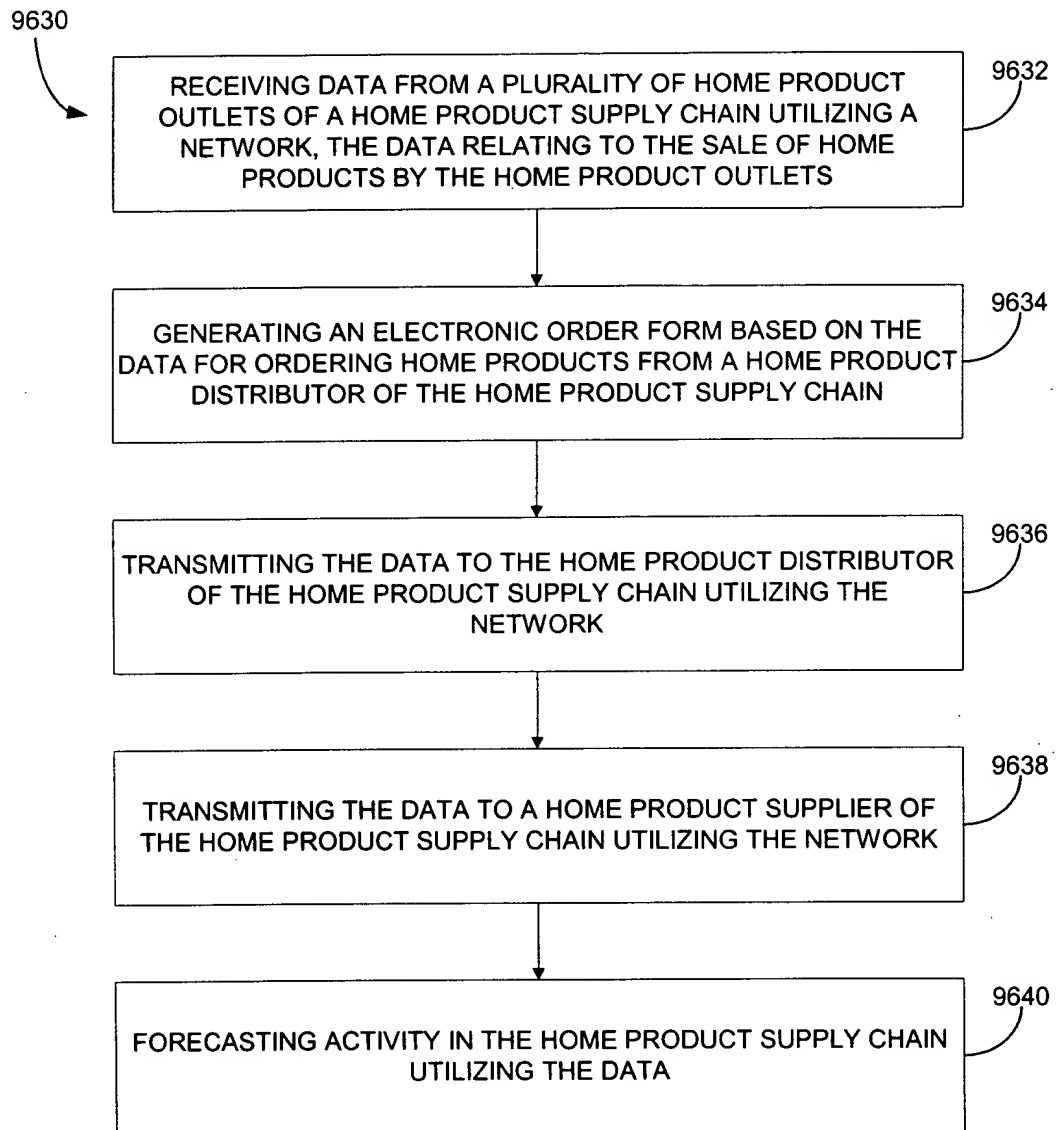 9630
RECEIVING DATA FROM A PLURALITY OF HOME PRODUCT
OUTLETS OF A HOME PRODUCT SUPPLY CHAIN UTILIZING A
NETWORK, THE DATA RELATING TO THE SALE OF HOME
PRODUCTS BY THE HOME PRODUCT OUTLETS
9632
GENERATING AN ELECTRONIC ORDER FORM BASED ON THE
DATA FOR ORDERING HOME PRODUCTS FROM A HOME PRODUCT
DISTRIBUTOR OF THE HOME PRODUCT SUPPLY CHAIN
9634
TRANSMITTING THE DATA TO THE HOME PRODUCT DISTRIBUTOR
OF THE HOME PRODUCT SUPPLY CHAIN UTILIZING THE
NETWORK
9636
TRANSMITTING THE DATA TO A HOME PRODUCT SUPPLIER OF
THE HOME PRODUCT SUPPLY CHAIN UTILIZING THE NETWORK
9638
FORECASTING ACTIVITY IN THE HOME PRODUCT SUPPLY CHAIN
UTILIZING THE DATA
9640